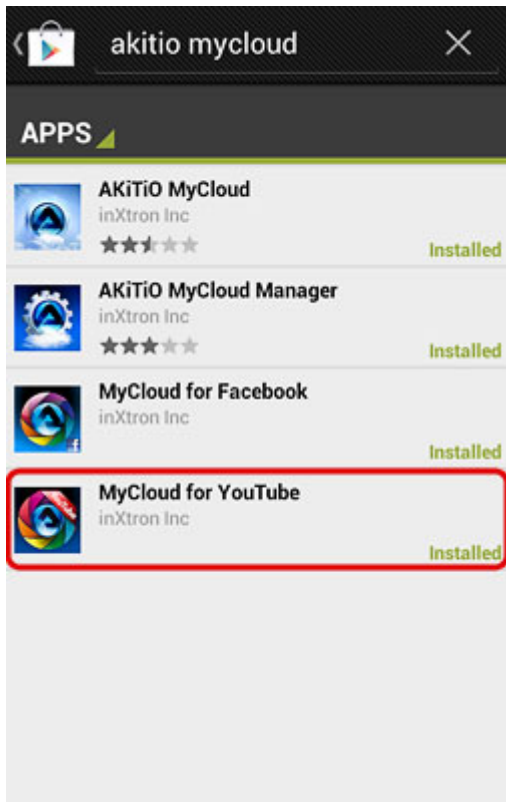 akitio mycloud
APPS
AKiTiO MyCloud
inXtron Inc
Installed
AKiTiO MyCloud Manager
inXtron Inc
Installed
MyCloud for Facebook
inXtron Inc
Installed
MyCloud for YouTube
inXtron Inc
Installed